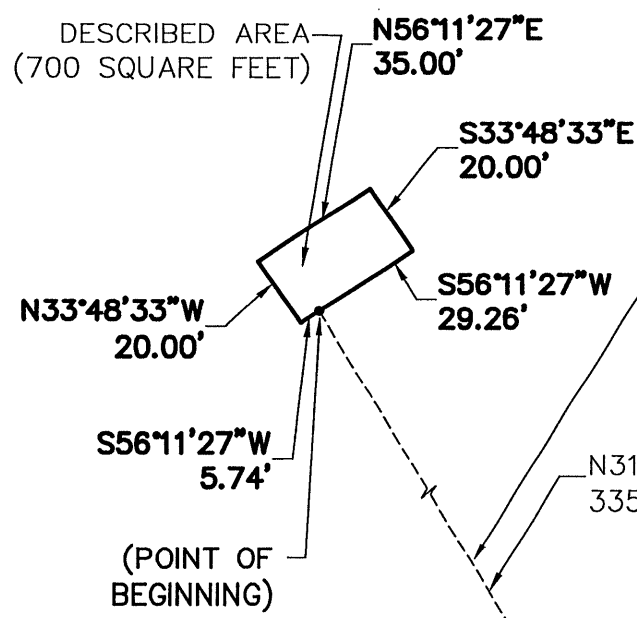 DESCRIBED AREA
(700 SQUARE FEET)
N56°11'27"E
35.00'
S33°48'33"E
20.00'
S56°11'27"W
29.26'
N33°48'33"W
20.00'
S56°11'27"W
5.74'
N31
335
(POINT OF
BEGINNING)